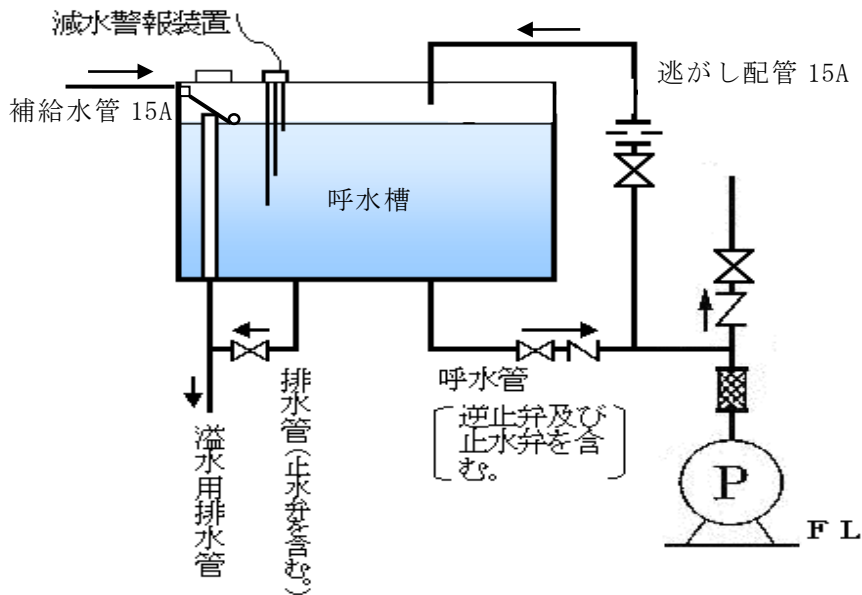 減水警報装置
逃がし配管 15A
補給水管 15A
呼水槽
呼水管
逆止弁及び
止水弁を含
む。
排水管(止水弁を含む。)
溢水用排水管
P
F L